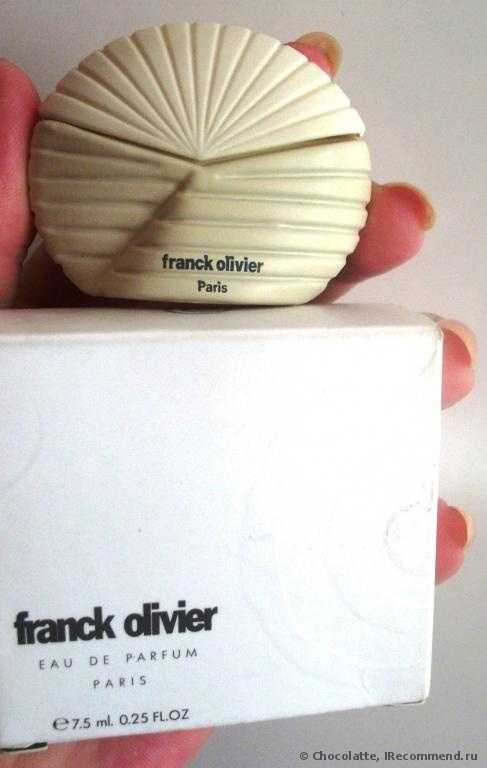 franck olivier
Paris
franck olivier
EAU DE PARFUM
PARIS
℮ 7.5 ml. 0.25 FL.OZ
© Chocolatte, IRecommend.ru